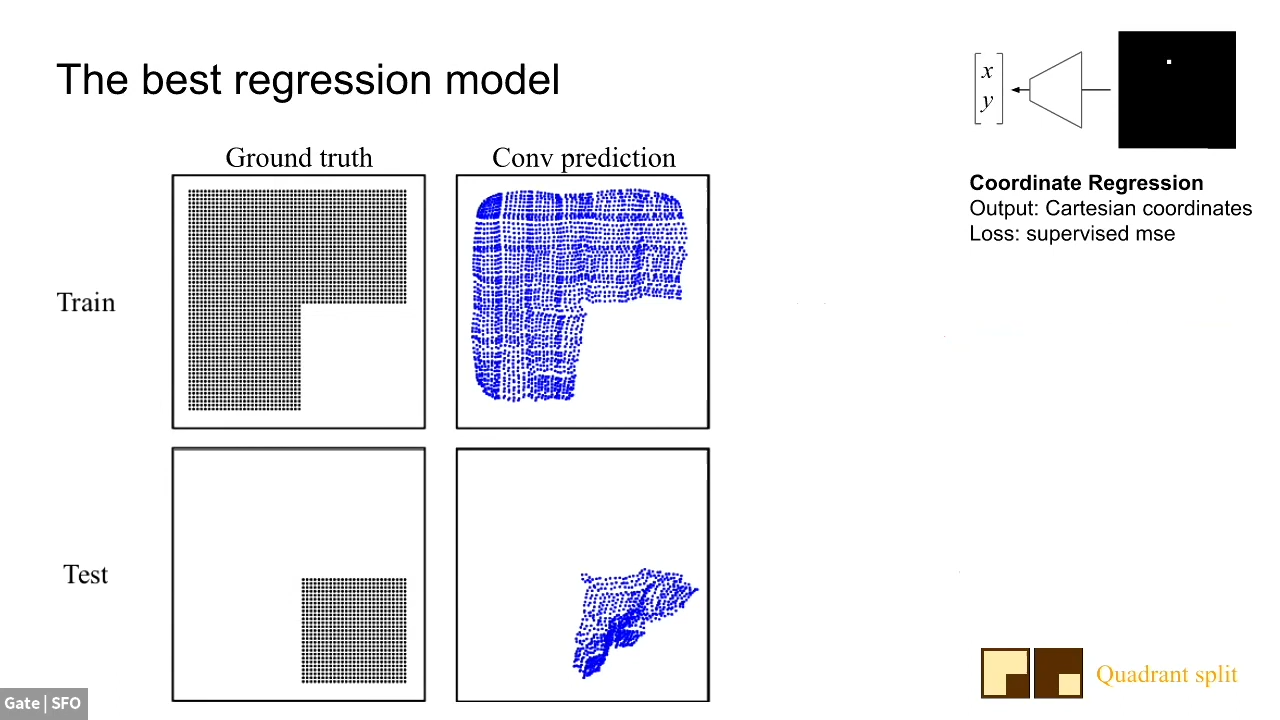 The best regression model
x
y
Ground truth
Conv prediction
Coordinate Regression
Output: Cartesian coordinates
Loss: supervised mse
Train
Test
Quadrant split
Gate | SFO